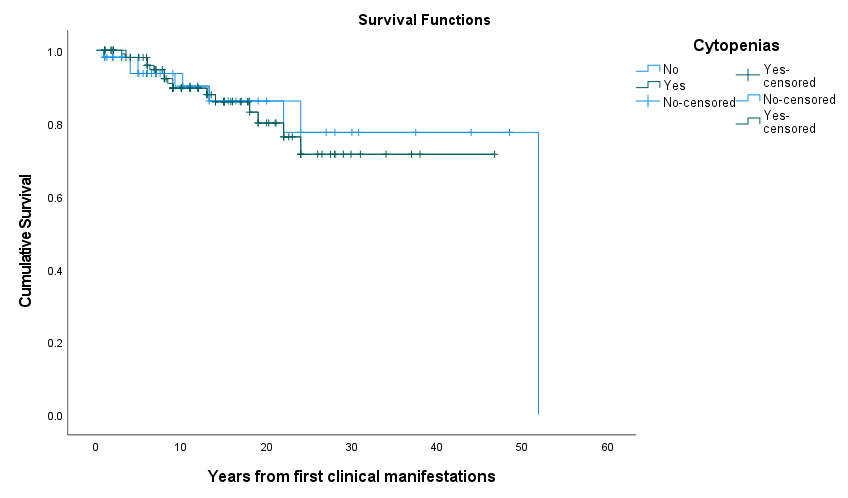 Survival Functions
Cytopenias
No
Yes
No-censored
Yes-
censored
No-censored
Yes-
censored
Cumulative Survival
1.0
0.8
0.6
0.4
0.2
0.0
0 10 20 30 40 50 60
Years from first clinical manifestations